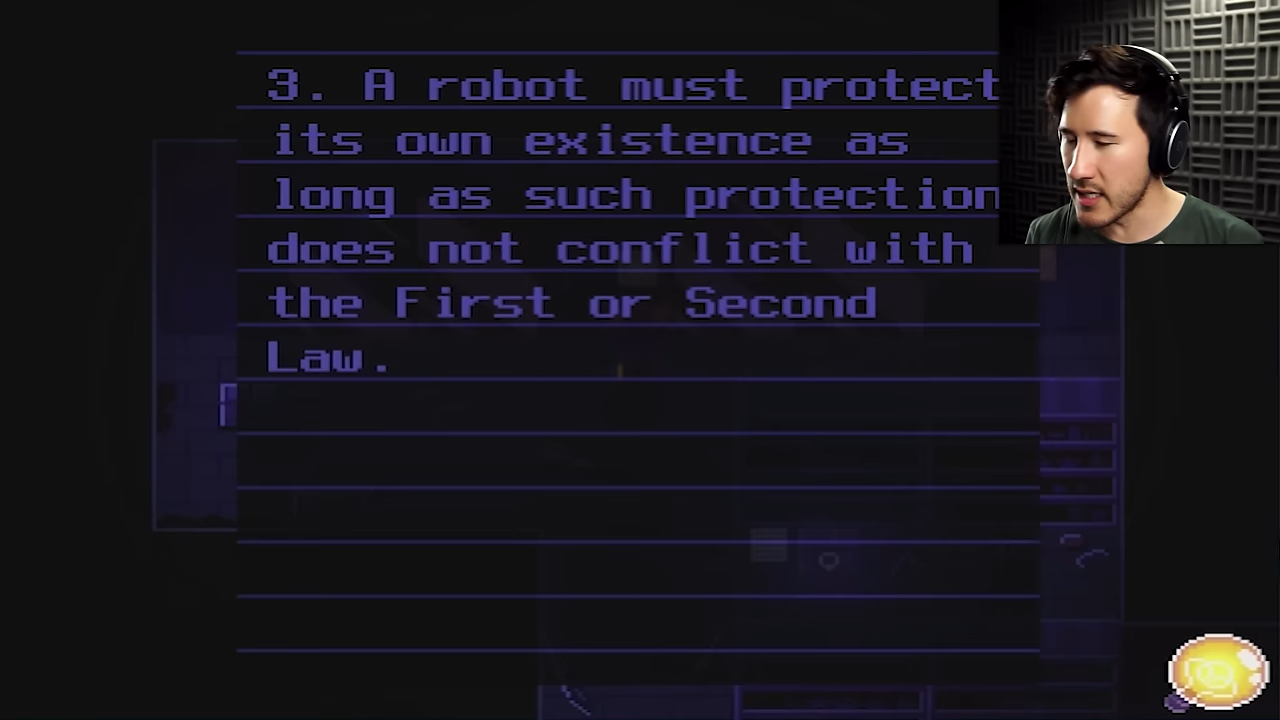 3. A robot must protect
its own existence as
long as such protection
does not conflict with
the First or Second
Law.